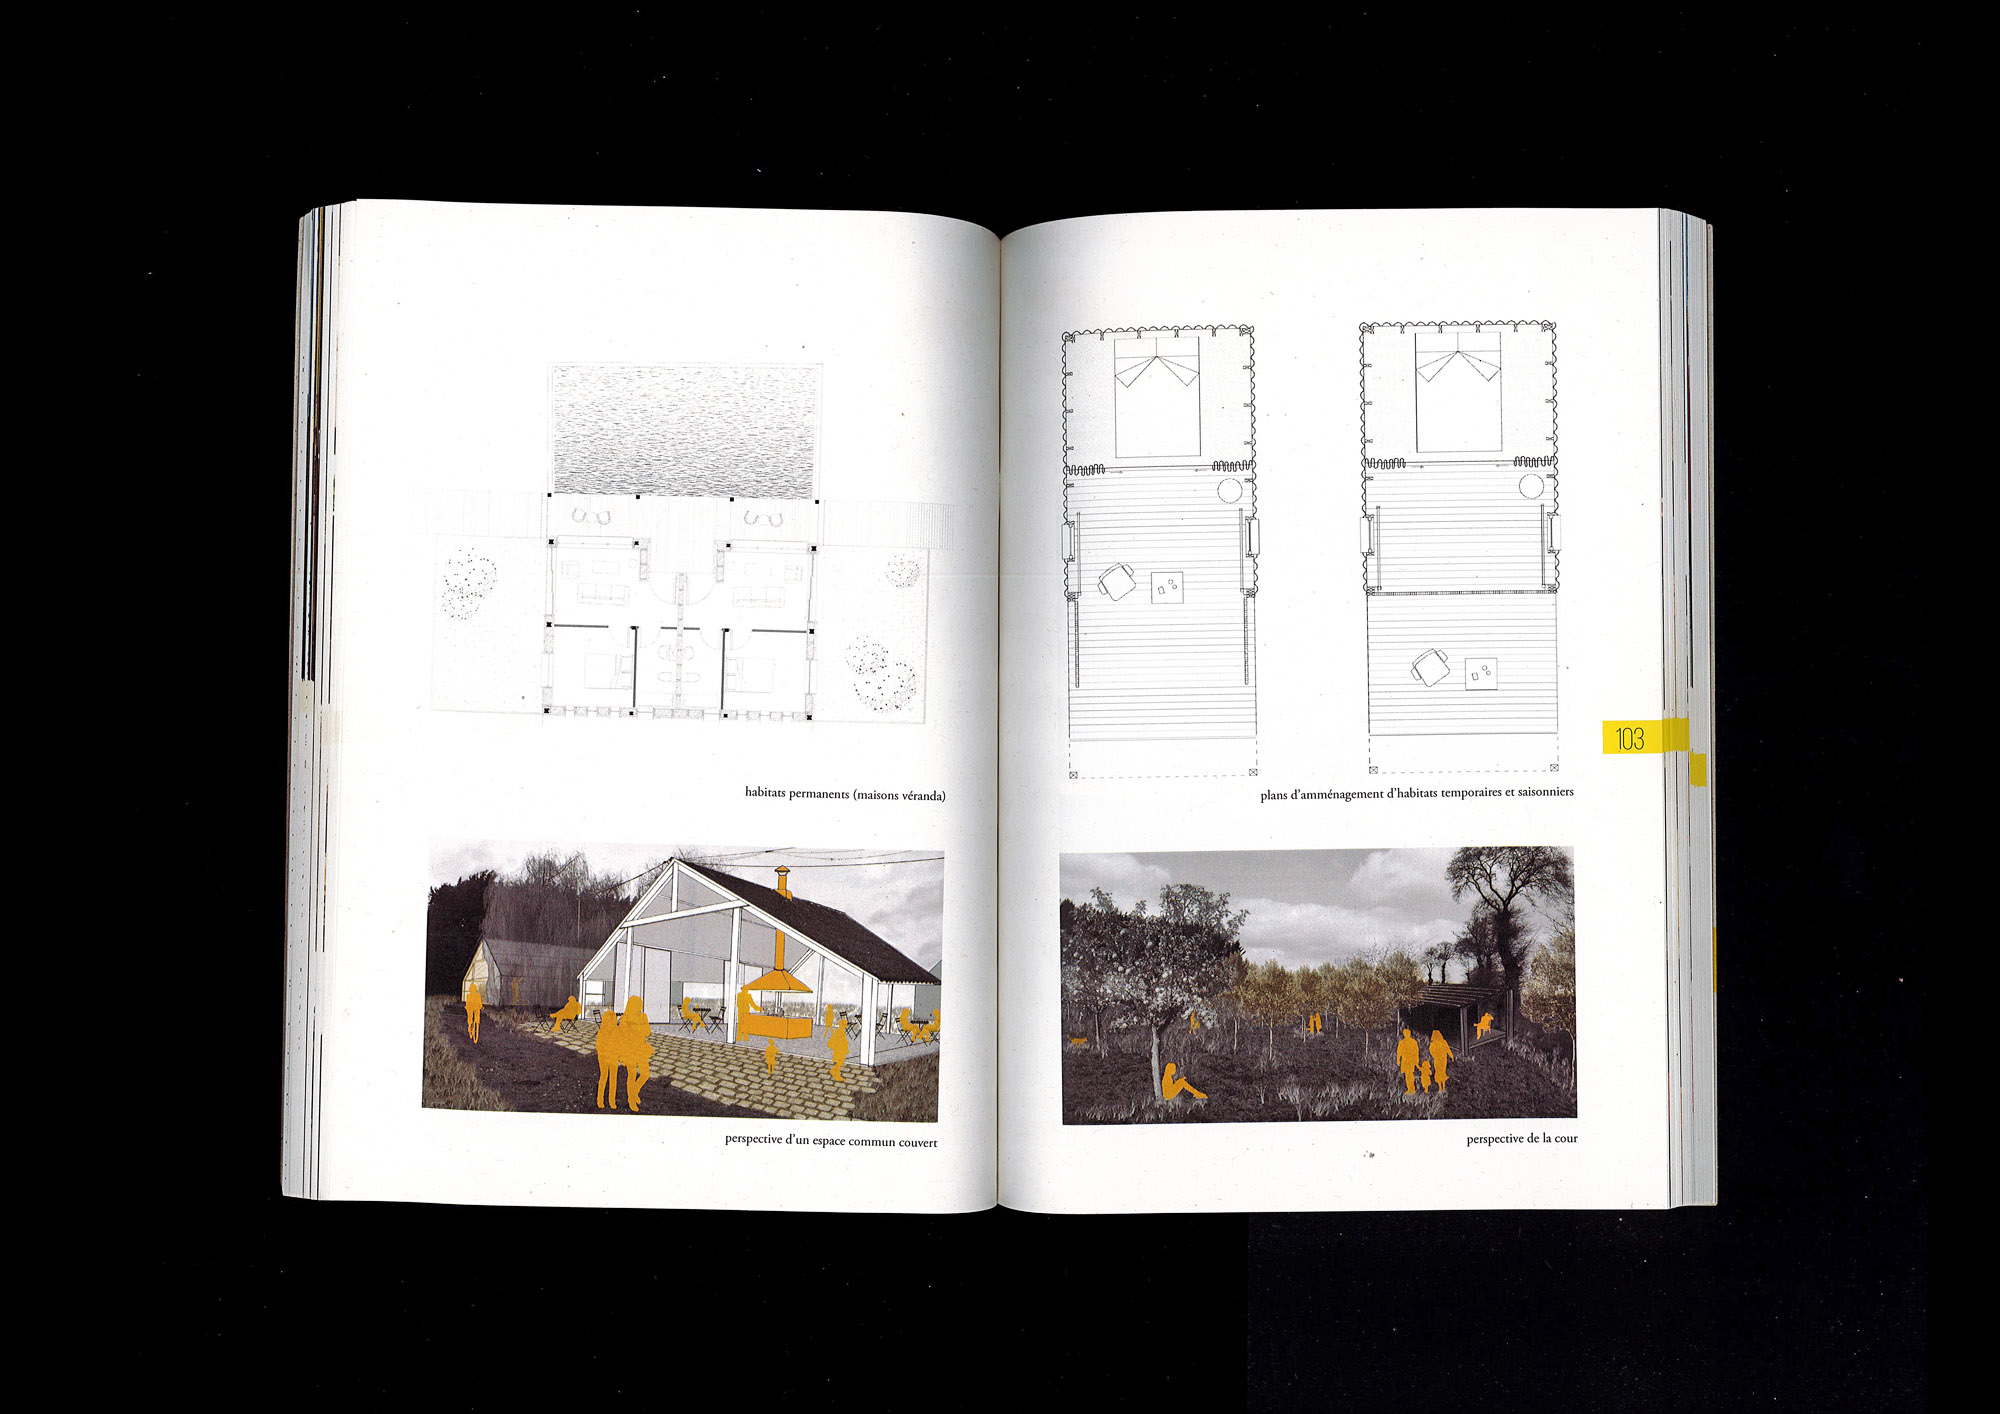 habitats permanents (maisons véranda)
perspective d'un espace commun couvert
plans d'amménagement d'habitats temporaires et saisonniers
103
perspective de la cour